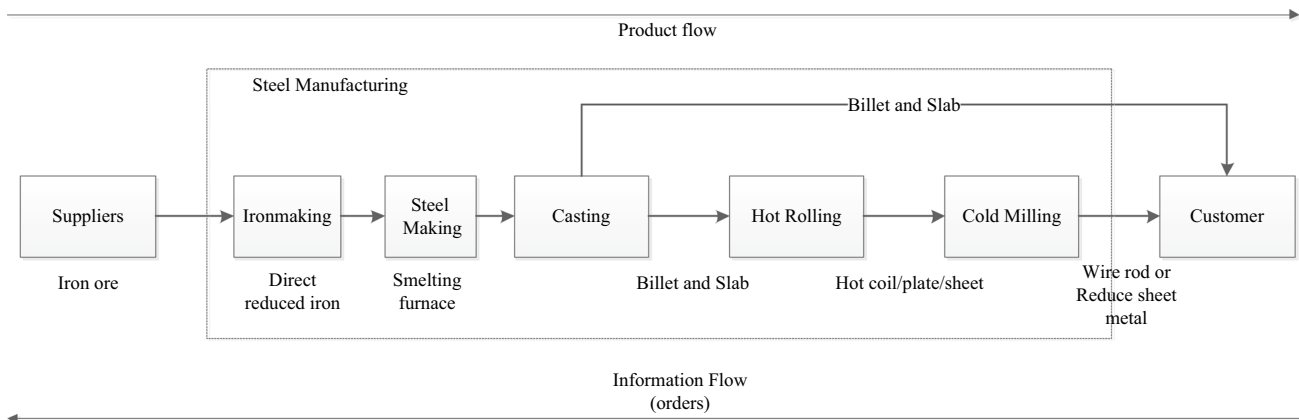 Product flow
Steel Manufacturing
Billet and Slab
Suppliers
Ironmaking
Steel
Making
Casting
Hot Rolling
Cold Milling
Customer
Iron ore
Direct
reduced iron
Smelting
furnace
Billet and Slab
Hot coil/plate/sheet
Wire rod or
Reduce sheet
metal
Information Flow
(orders)